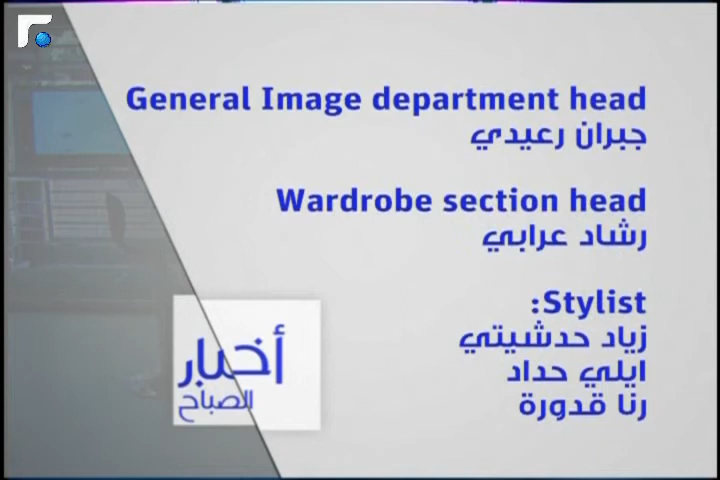 General Image department head
جبران رعيدي
Wardrobe section head
رشاد عرابي
Stylist:
زياد حدشيتي
ايلي حداد
رنا قدورة
أخبار
الصباح